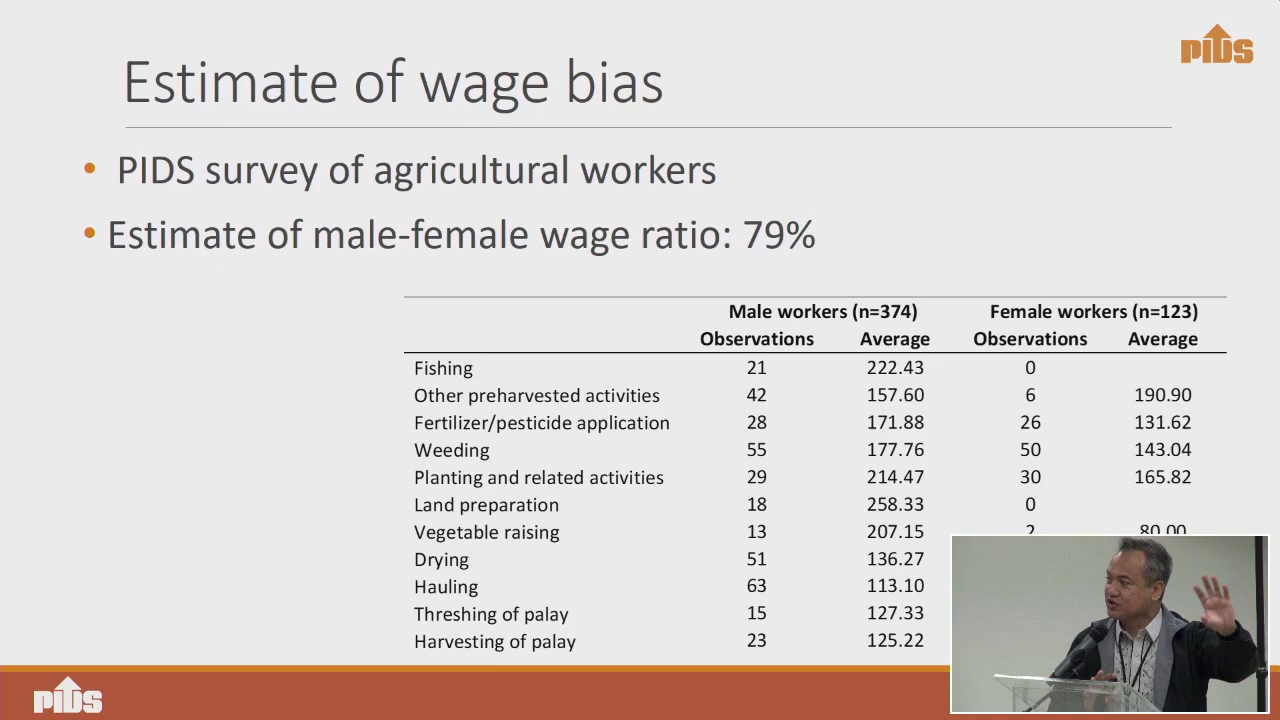 PIDS
Estimate of wage bias
• PIDS survey of agricultural workers
• Estimate of male-female wage ratio: 79%
Male workers (n=374) Female workers (n=123)
Observations Average Observations Average
Fishing 21 222.43 0
Other preharvested activities 42 157.60 6 190.90
Fertilizer/pesticide application 28 171.88 26 131.62
Weeding 55 177.76 50 143.04
Planting and related activities 29 214.47 30 165.82
Land preparation 18 258.33 0
Vegetable raising 13 207.15 2 80.00
Drying 51 136.27
Hauling 63 113.10
Threshing of palay 15 127.33
Harvesting of palay 23 125.22
PIDS